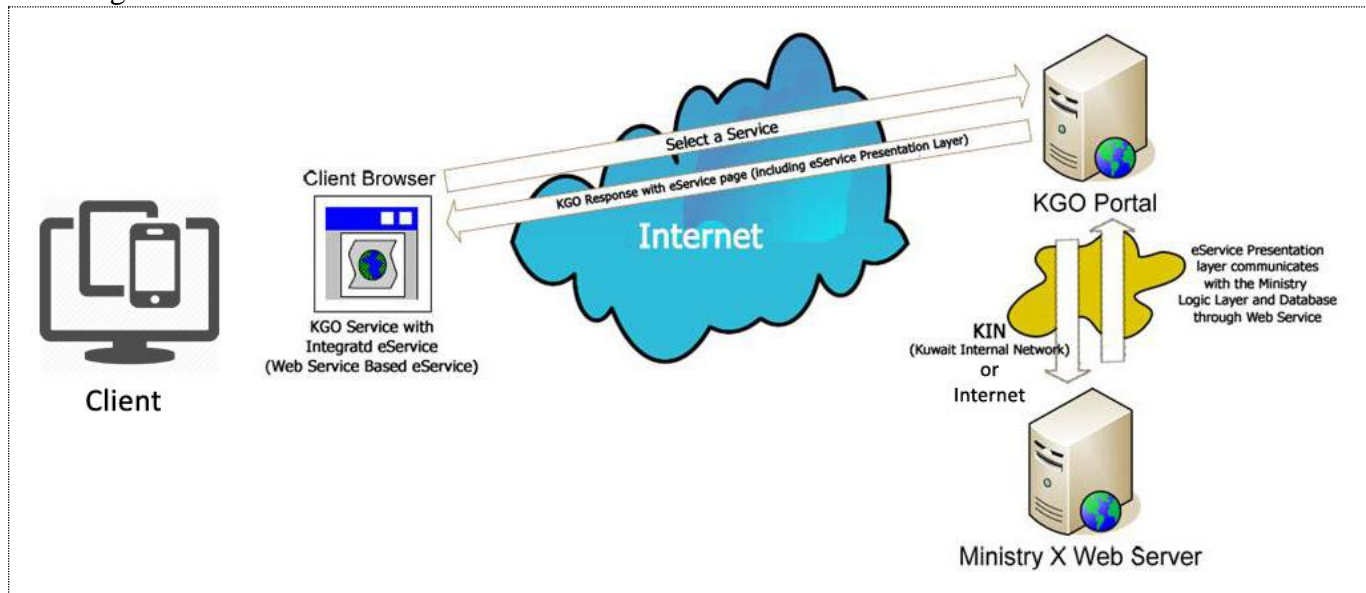 Select a Service
KGO Response with eService page (including eService Presentation Layer)
Client Browser
Internet
KGO Portal
KGO Service with
Integratd eService
(Web Service Based eService)
Client
eService Presentation
layer communicates
with the Ministry
Logic Layer and Database
through Web Service
KIN
(Kuwait Internal Network)
or
Internet
Ministry X Web Server